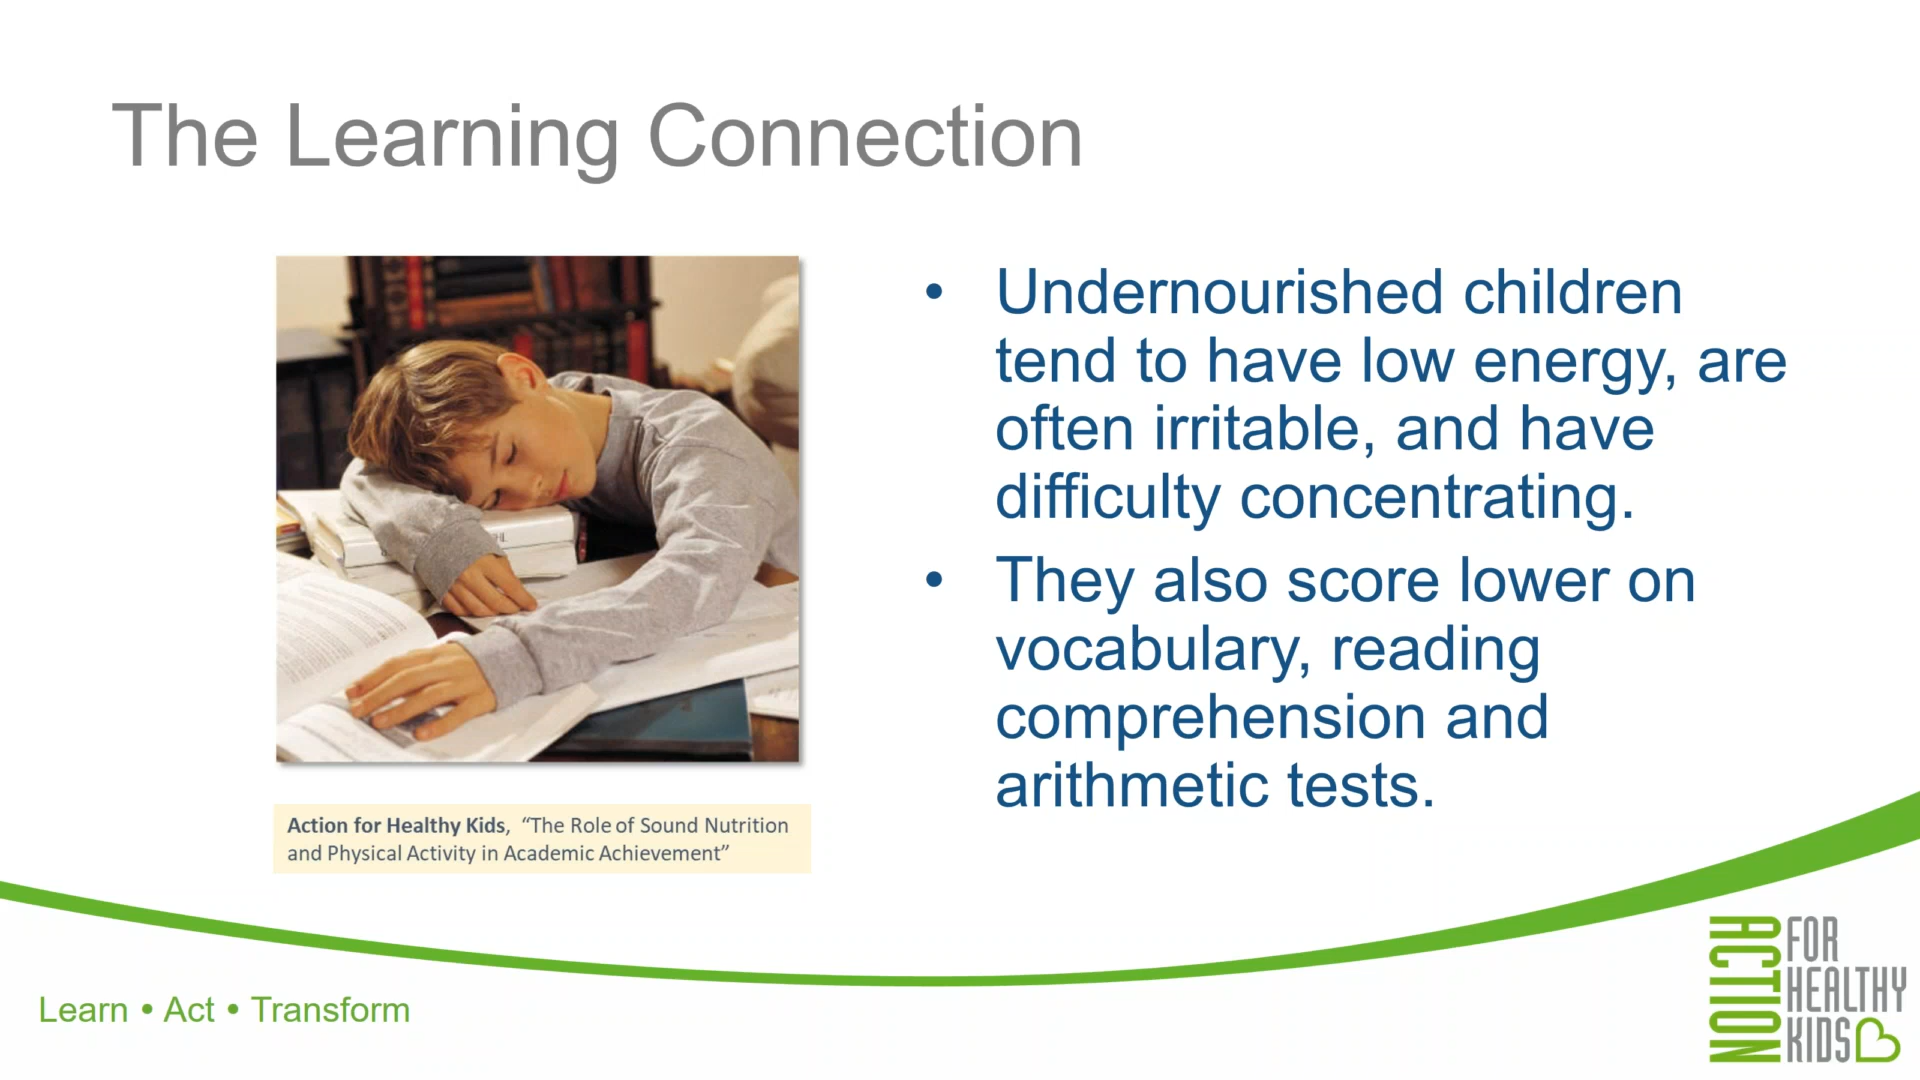 The Learning Connection
• Undernourished children
tend to have low energy, are
often irritable, and have
difficulty concentrating.
• They also score lower on
vocabulary, reading
comprehension and
arithmetic tests.
Action for Healthy Kids, “The Role of Sound Nutrition
and Physical Activity in Academic Achievement”
Learn • Act • Transform
ACTION
FOR
HEALTHY
KIDS